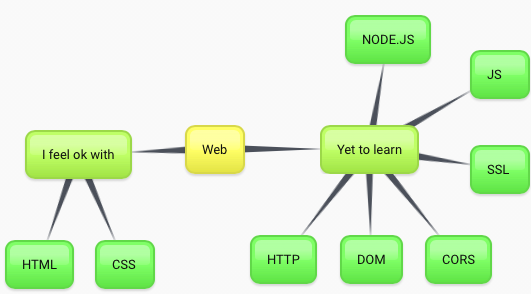 NODE.JS
JS
I feel ok with
Web
Yet to learn
SSL
HTML
CSS
HTTP
DOM
CORS